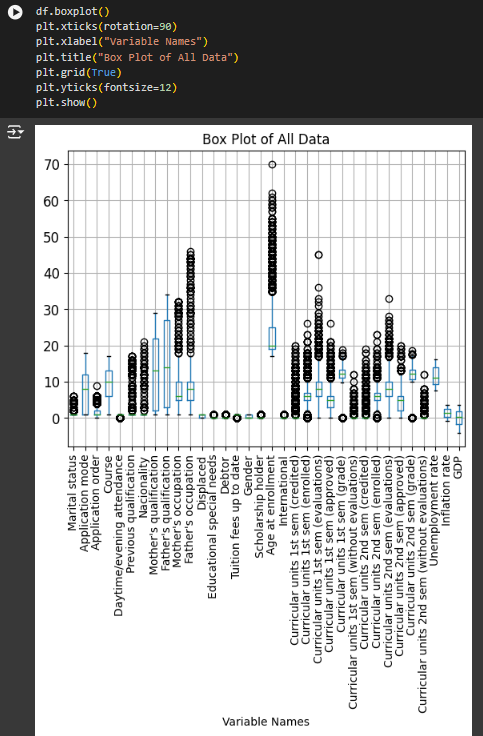 df.boxplot()
plt.xticks(rotation=90)
plt.xlabel("Variable Names")
plt.title("Box Plot of All Data")
plt.grid(True)
plt.yticks(fontsize=12)
plt.show()
Box Plot of All Data
70
60
50
40
30
20
10
0
Marital status
Application mode
Application order
Course
Daytime/evening attendance
Previous qualification
Nacionality
Mother's qualification
Father's qualification
Mother's occupation
Father's occupation
Displaced
Educational special needs
Debtor
Tuition fees up to date
Gender
Scholarship holder
Age at enrollment
International
Curricular units 1st sem (credited)
Curricular units 1st sem (enrolled)
Curricular units 1st sem (evaluations)
Curricular units 1st sem (approved)
Curricular units 1st sem (grade)
Curricular units 1st sem (without evaluations)
Curricular units 2nd sem (credited)
Curricular units 2nd sem (enrolled)
Curricular units 2nd sem (evaluations)
Curricular units 2nd sem (approved)
Curricular units 2nd sem (grade)
Curricular units 2nd sem (without evaluations)
Unemployment rate
Inflation rate
GDP
Variable Names